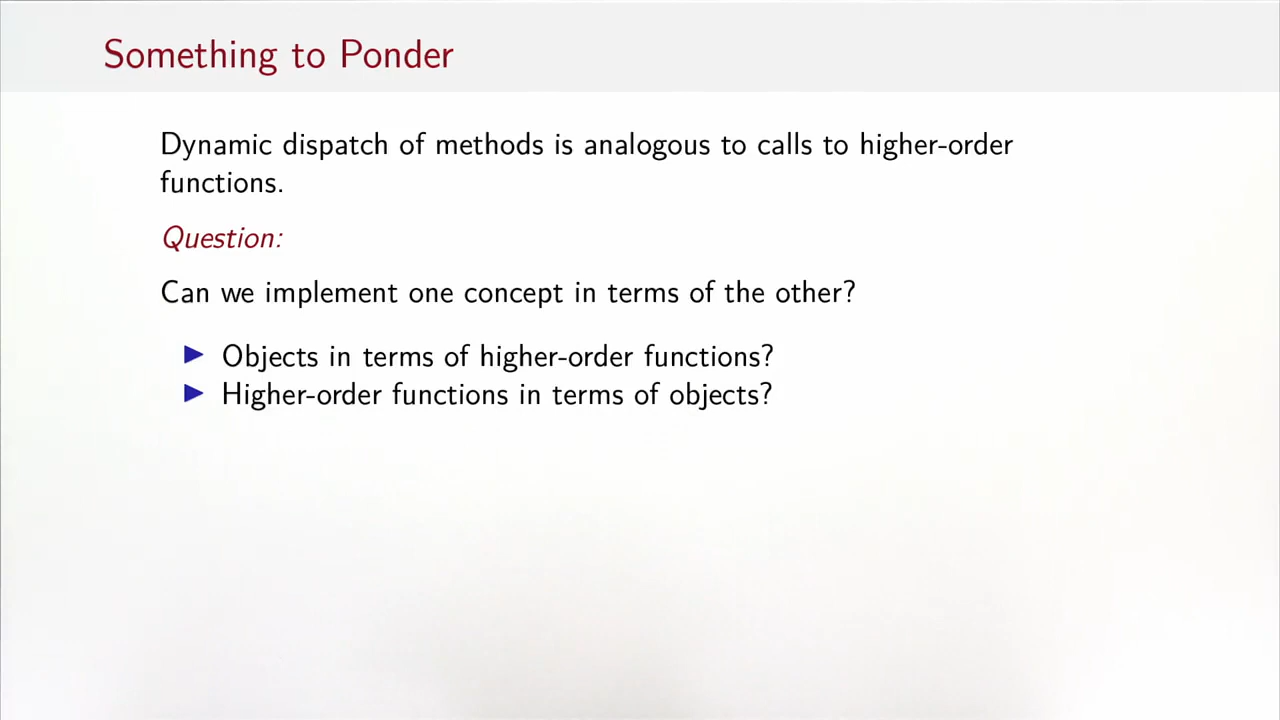 Something to Ponder
Dynamic dispatch of methods is analogous to calls to higher-order
functions.
Question:
Can we implement one concept in terms of the other?
▶ Objects in terms of higher-order functions?
▶ Higher-order functions in terms of objects?